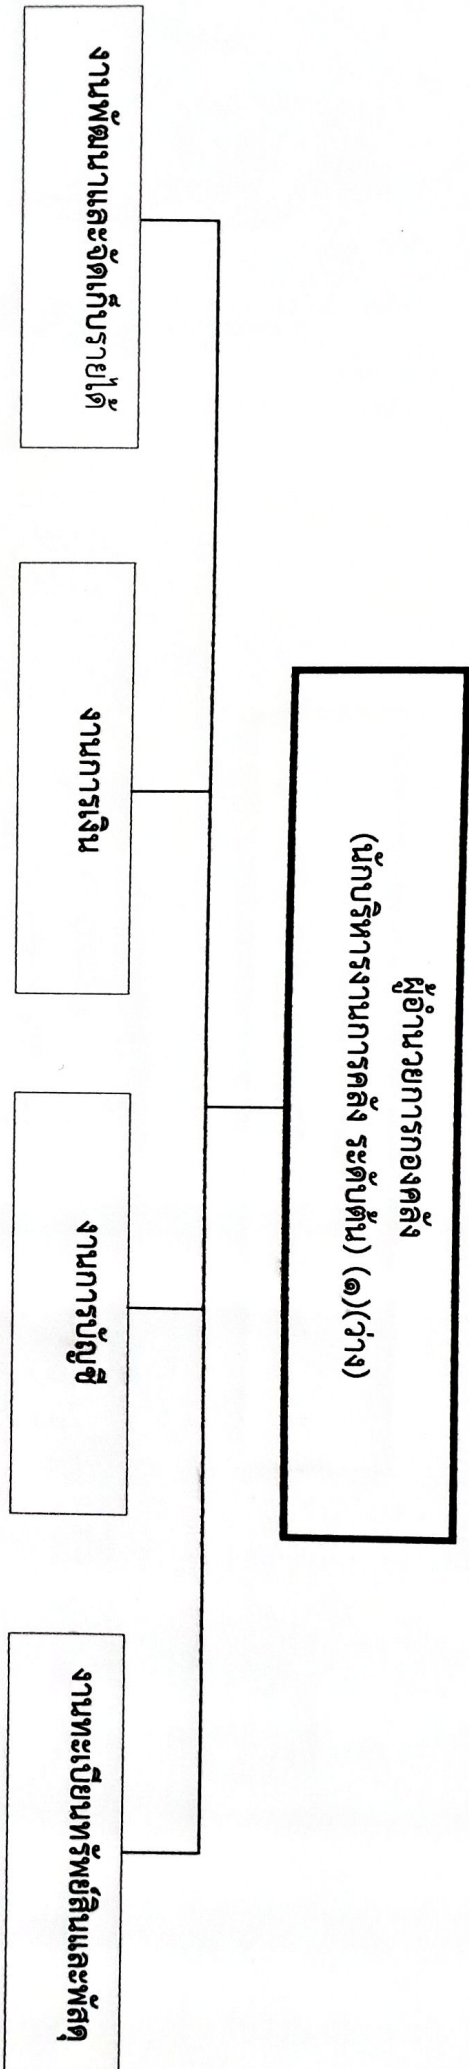 ผู้อำนวยการกองคลัง
(นักบริหารงานการคลัง ระดับต้น) (๑)(ว่าง)
งานพัฒนาและจัดเก็บรายได้
งานการเงิน
งานการบัญชี
งานทะเบียนทรัพย์สินและพัสดุ